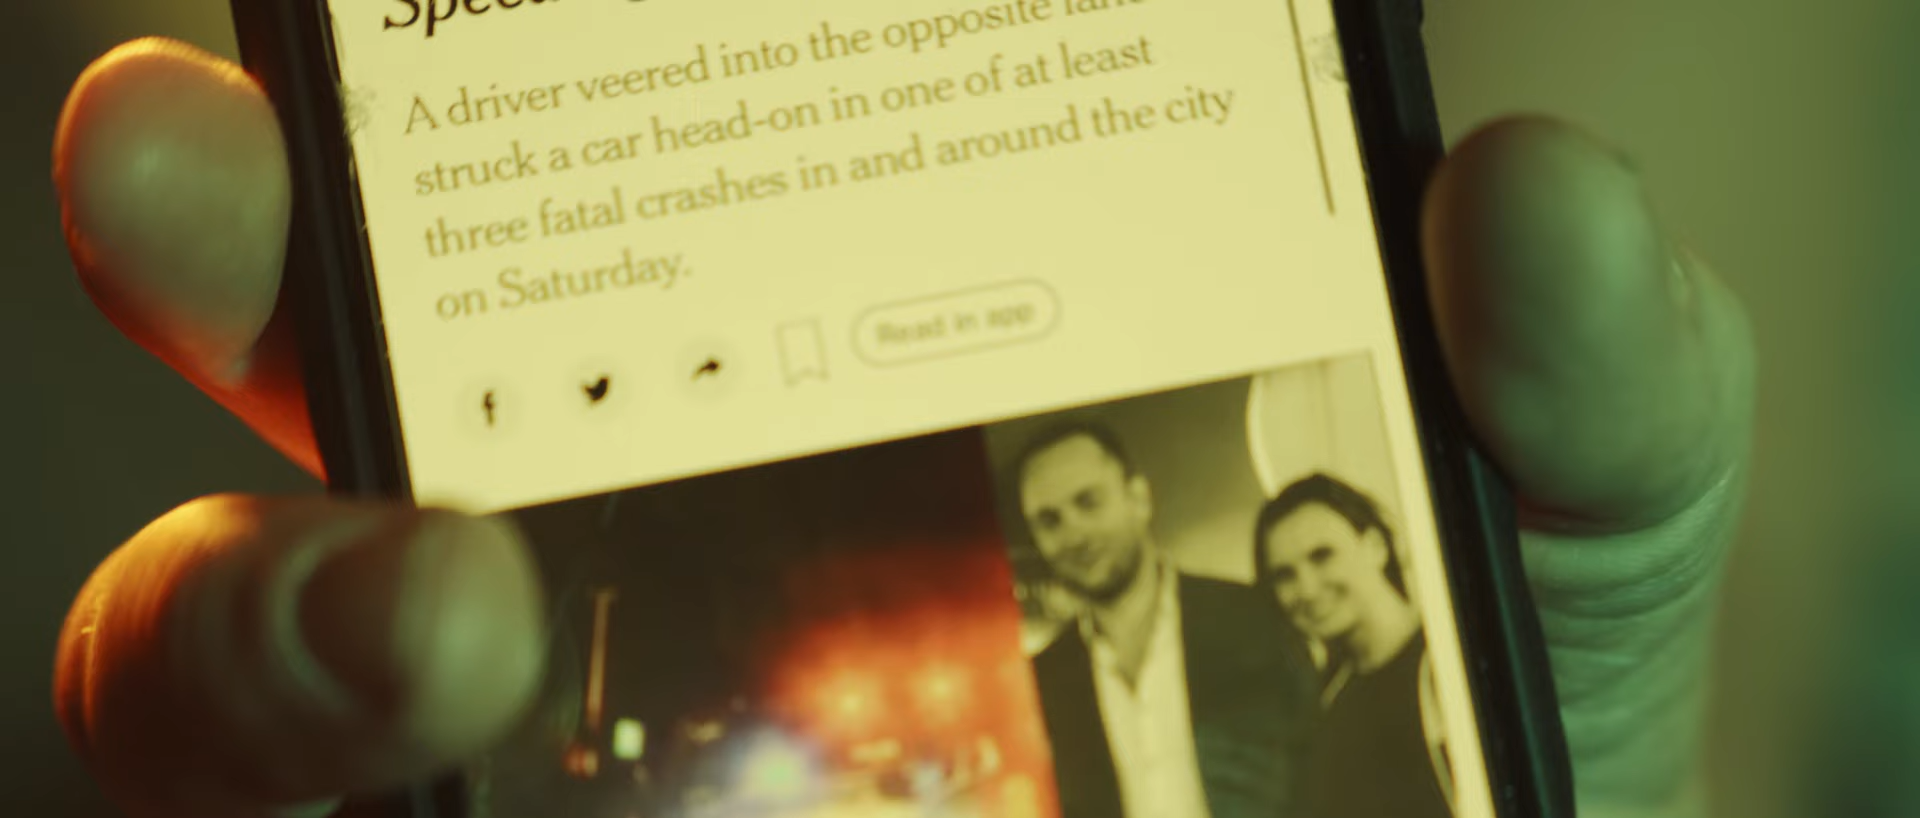 A driver veered into the opposite lane
struck a car head-on in one of at least
three fatal crashes in and around the city
on Saturday.
Read in app